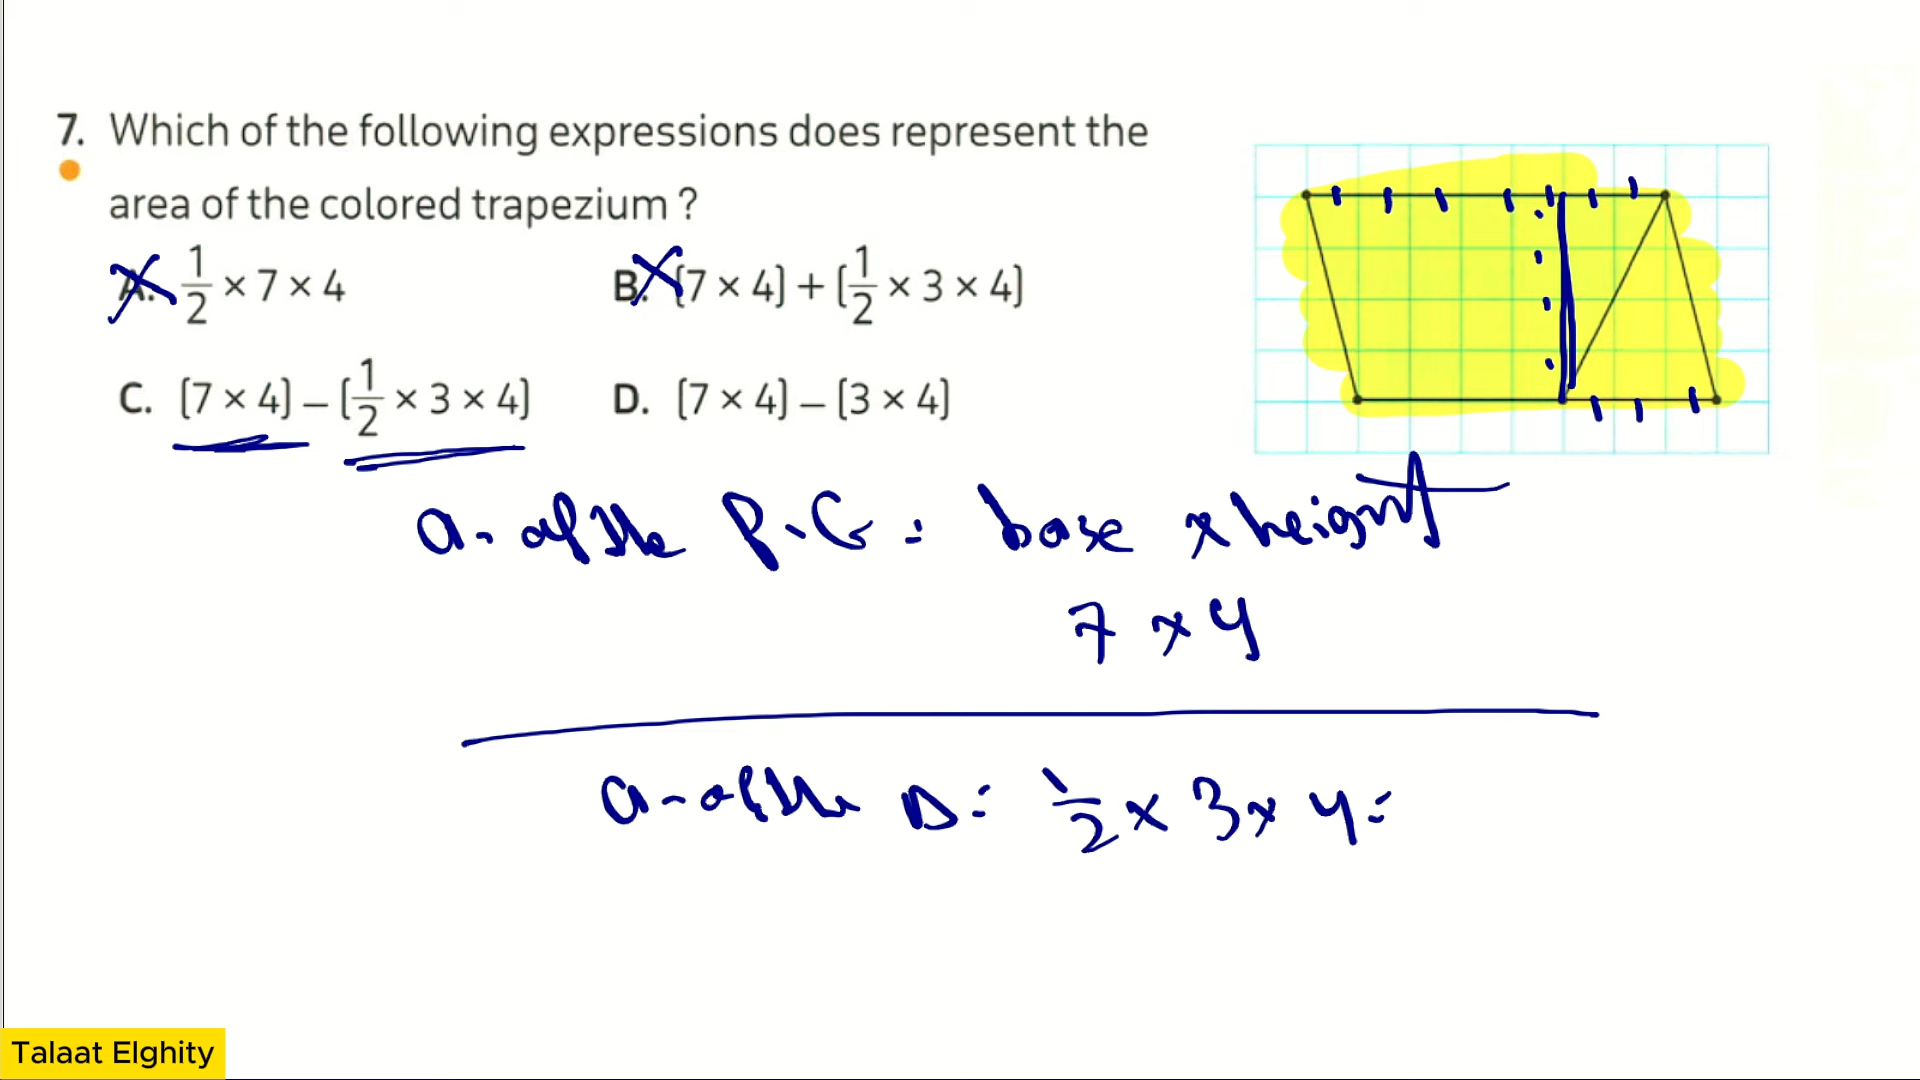 7. Which of the following expressions does represent the
area of the colored trapezium ?
A. 1/2 × 7 × 4
B. (7 × 4) + (1/2 × 3 × 4)
C. (7 × 4) – (1/2 × 3 × 4)
D. (7 × 4) – (3 × 4)
a. of the P.G = base x height
7 x 4
a. of the Δ = 1/2 x 3 x 4 =
Talaat Elghity